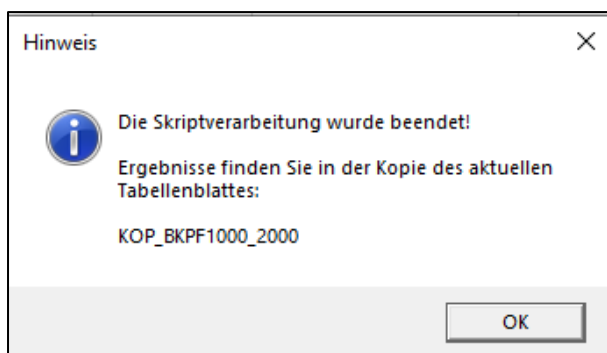 Hinweis
Die Skriptverarbeitung wurde beendet!
Ergebnisse finden Sie in der Kopie des aktuellen
Tabellenblattes:
KOP_BKPF1000_2000
OK